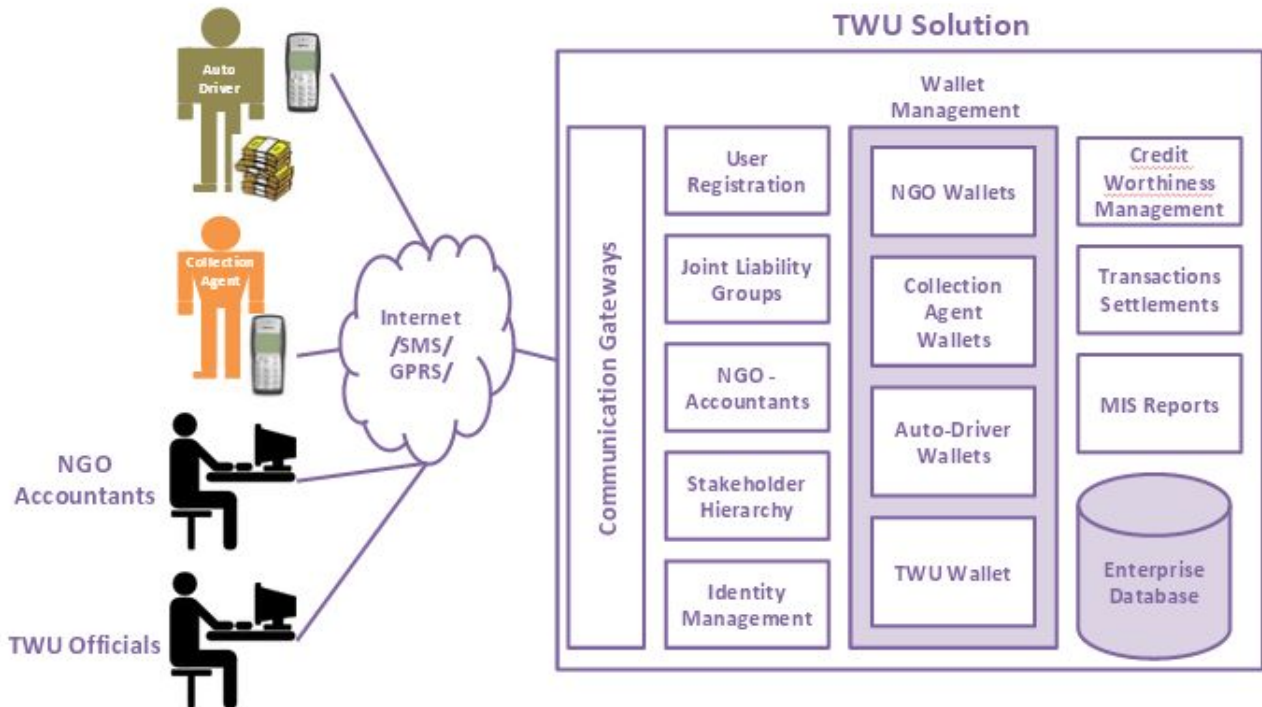 TWU Solution
Auto
Driver
Collection
Agent
NGO
Accountants
TWU Officials
Internet
/SMS/
GPRS/
Communication Gateways
User
Registration
Joint Liability
Groups
NGO -
Accountants
Stakeholder
Hierarchy
Identity
Management
Wallet
Management
NGO Wallets
Collection
Agent
Wallets
Auto-Driver
Wallets
TWU Wallet
Credit
Worthiness
Management
Transactions
Settlements
MIS Reports
Enterprise
Database